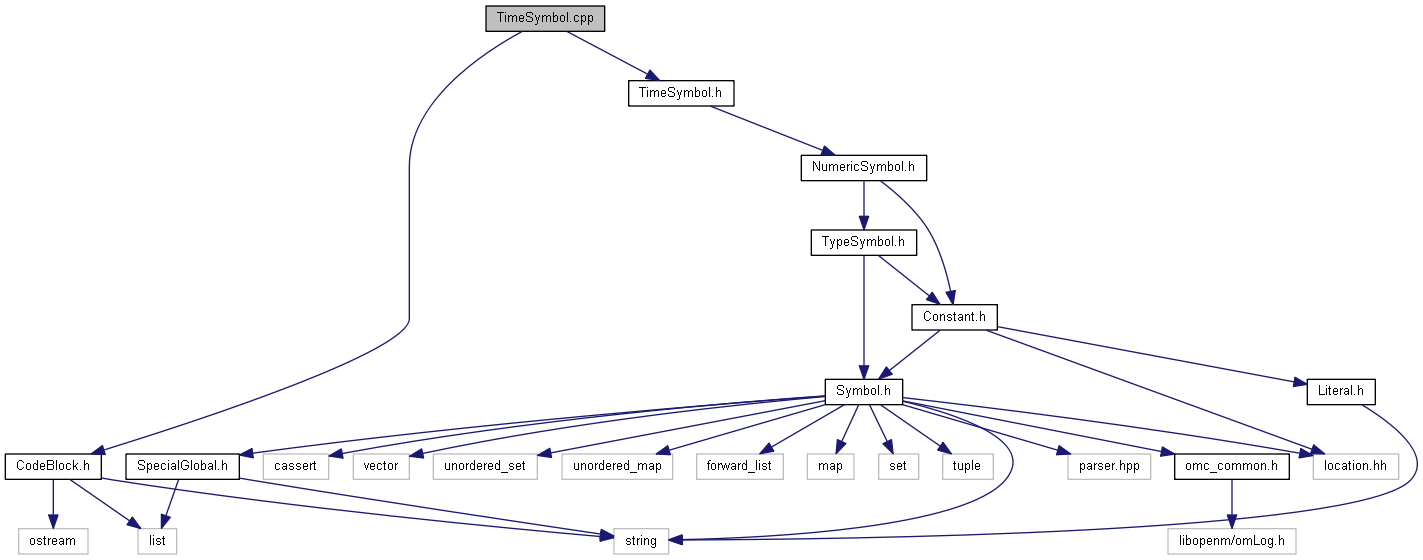 TimeSymbol.cpp
TimeSymbol.h
NumericSymbol.h
TypeSymbol.h
Constant.h
Symbol.h
Literal.h
CodeBlock.h
SpecialGlobal.h
cassert
vector
unordered_set
unordered_map
forward_list
map
set
tuple
parser.hpp
omc_common.h
location.hh
ostream
list
string
libopenm/omLog.h